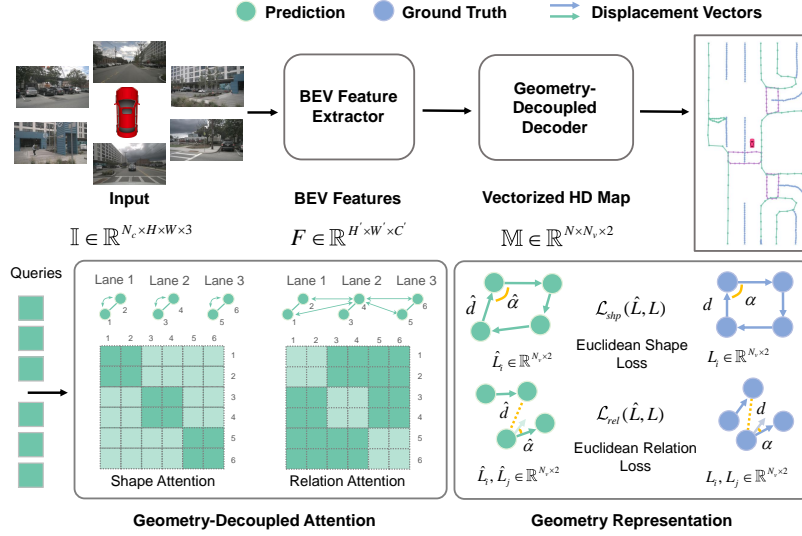 Prediction Ground Truth Displacement Vectors
BEV Feature Extractor
Geometry-Decoupled Decoder
Input BEV Features Vectorized HD Map
𝕀 ∈ ℝ^{N_c×H×W×3} F ∈ ℝ^{H'×W'×C'} 𝕄 ∈ ℝ^{N×N_v×2}
Queries
Lane 1 Lane 2 Lane 3 Lane 1 Lane 2 Lane 3
2 4 6 2 4 6
1 3 5 1 3 5
1 2 3 4 5 6 1 2 3 4 5 6
1 1
2 2
3 3
4 4
5 5
6 6
Shape Attention Relation Attention
Geometry-Decoupled Attention
d̂ α̂ ℒ_{shp}(L̂, L) d α
Euclidean Shape
Loss
L̂_i ∈ ℝ^{N_v×2} L_i ∈ ℝ^{N_v×2}
d̂ α̂ ℒ_{rel}(L̂, L) d α
Euclidean Relation
Loss
L̂_i, L̂_j ∈ ℝ^{N_v×2} L_i, L_j ∈ ℝ^{N_v×2}
Geometry Representation